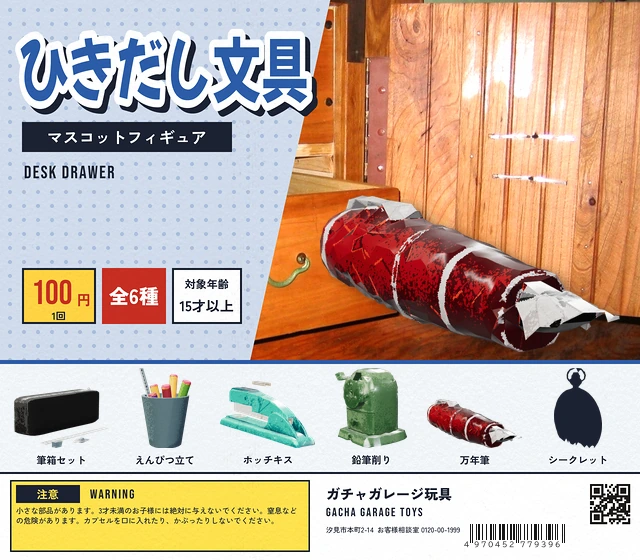 ひきだし文具
マスコットフィギュア
DESK DRAWER
100円
1回
全6種
対象年齢
15才以上
筆箱セット
えんぴつ立て
ホッチキス
鉛筆削り
万年筆
シークレット
注意 WARNING
小さな部品があります。3才未満のお子様には絶対に与えないでください。窒息など
の危険があります。カプセルを口に入れたり、かぶったりしないでください。
ガチャガレージ玩具
GACHA GARAGE TOYS
汐見市本町2-14 お客様相談室 0120-00-1999
4 970452 779396